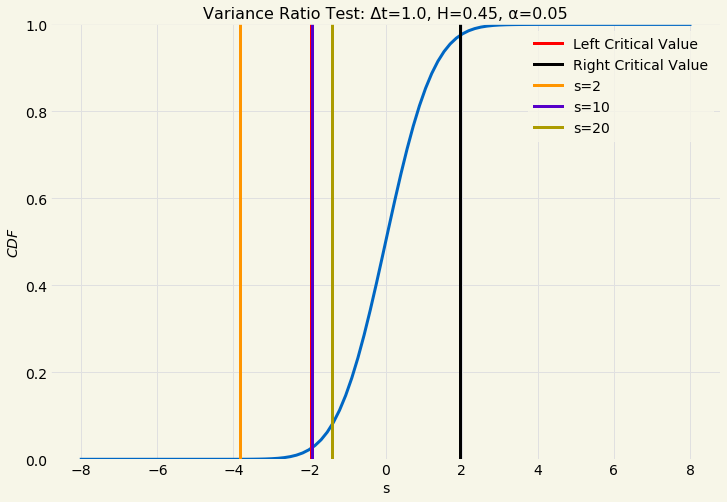 Variance Ratio Test: Δt=1.0, H=0.45, α=0.05
Left Critical Value
Right Critical Value
s=2
s=10
s=20
CDF
1.0
0.8
0.6
0.4
0.2
0.0
−8 −6 −4 −2 0 2 4 6 8
s